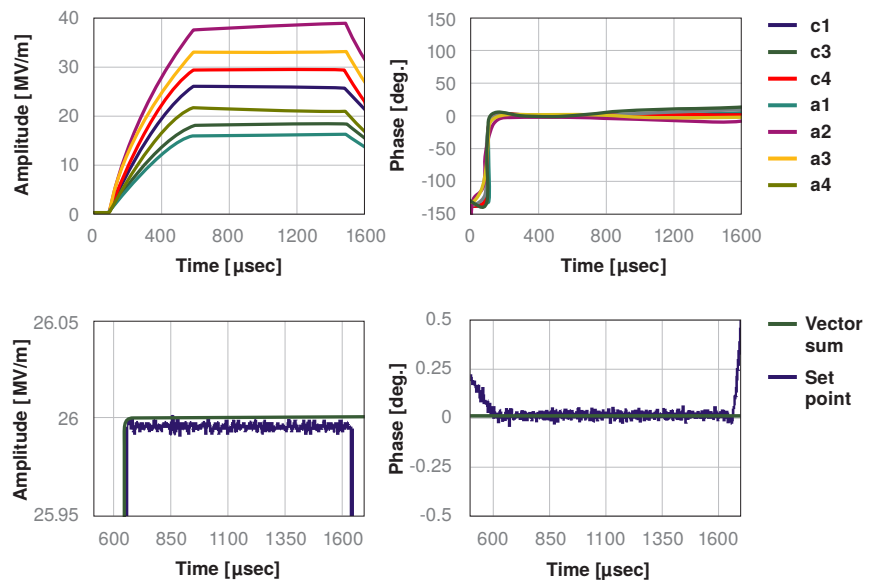 Amplitude [MV/m]
40
30
20
10
0
0 400 800 1200 1600
Time [μsec]
Phase [deg.]
150
100
50
0
-50
-100
-150
0 400 800 1200 1600
Time [μsec]
c1
c3
c4
a1
a2
a3
a4
Amplitude [MV/m]
26.05
26
25.95
600 850 1100 1350 1600
Time [μsec]
Phase [deg.]
0.5
0.25
0
-0.25
-0.5
600 850 1100 1350 1600
Time [μsec]
Vector
sum
Set
point